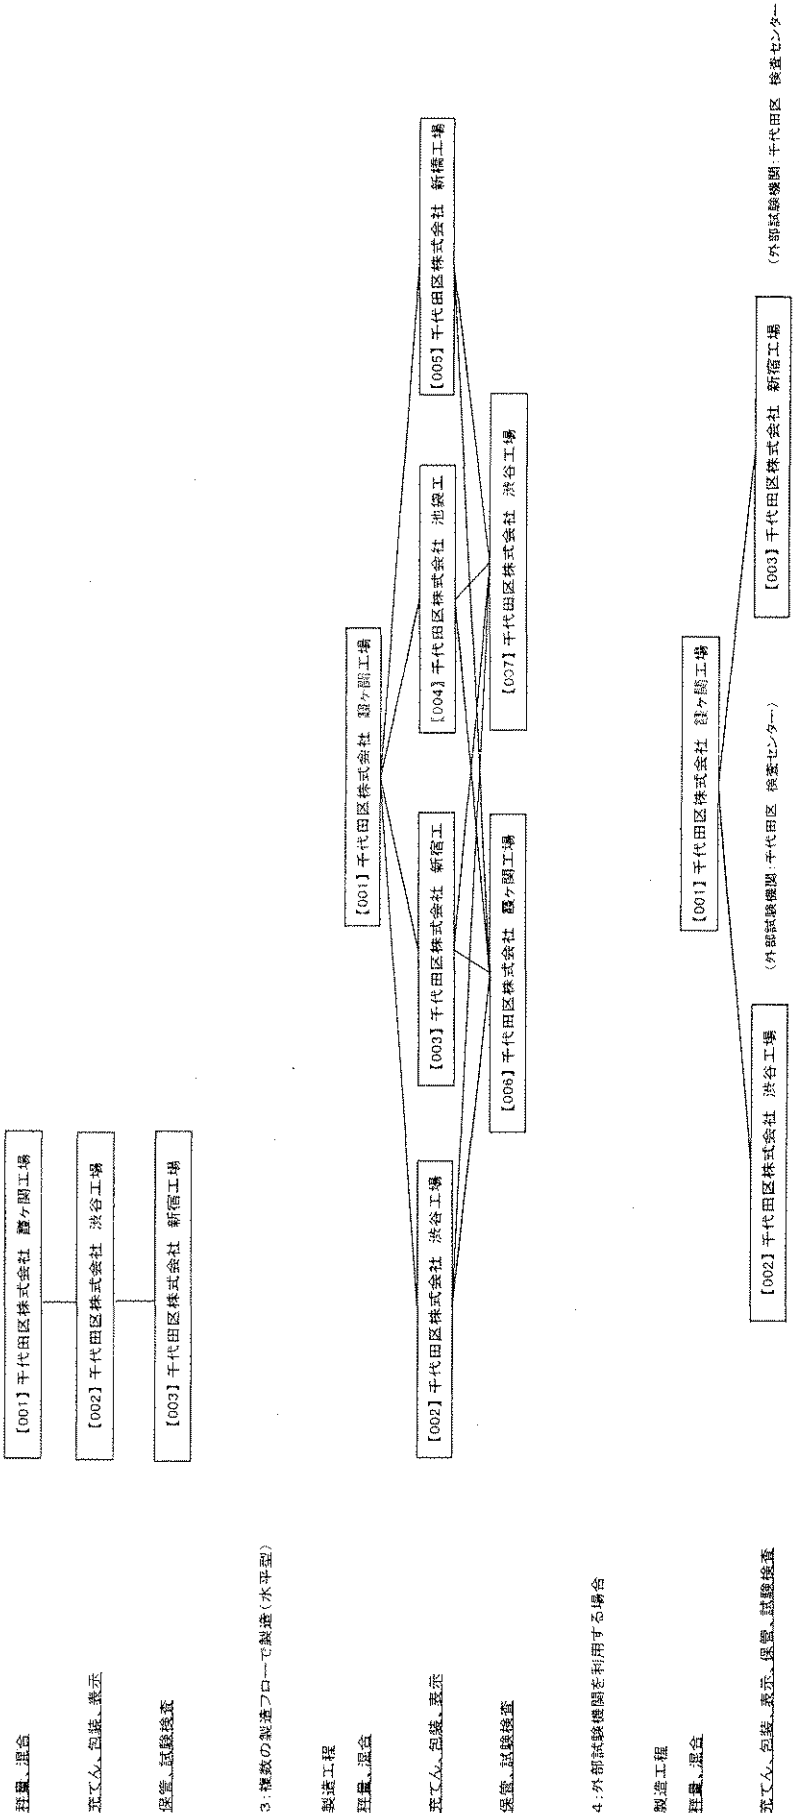 秤量、混合
【001】千代田区株式会社 霞ヶ関工場
充てん、包装、表示
【002】千代田区株式会社 渋谷工場
保管、試験検査
【003】千代田区株式会社 新宿工場
3：複数の製造フローで製造（水平型）
製造工程
秤量、混合
【001】千代田区株式会社 霞ヶ関工場
充てん、包装、表示
【002】千代田区株式会社 渋谷工場
【003】千代田区株式会社 新宿工
【004】千代田区株式会社 池袋工
【005】千代田区株式会社 新橋工場
保管、試験検査
【006】千代田区株式会社 霞ヶ関工場
【007】千代田区株式会社 渋谷工場
4：外部試験機関を利用する場合
製造工程
秤量、混合
【001】千代田区株式会社 霞ヶ関工場
充てん、包装、表示、保管、試験検査
【002】千代田区株式会社 渋谷工場
（外部試験機関：千代田区 検査センター）
【003】千代田区株式会社 新宿工場
（外部試験機関：千代田区 検査センター